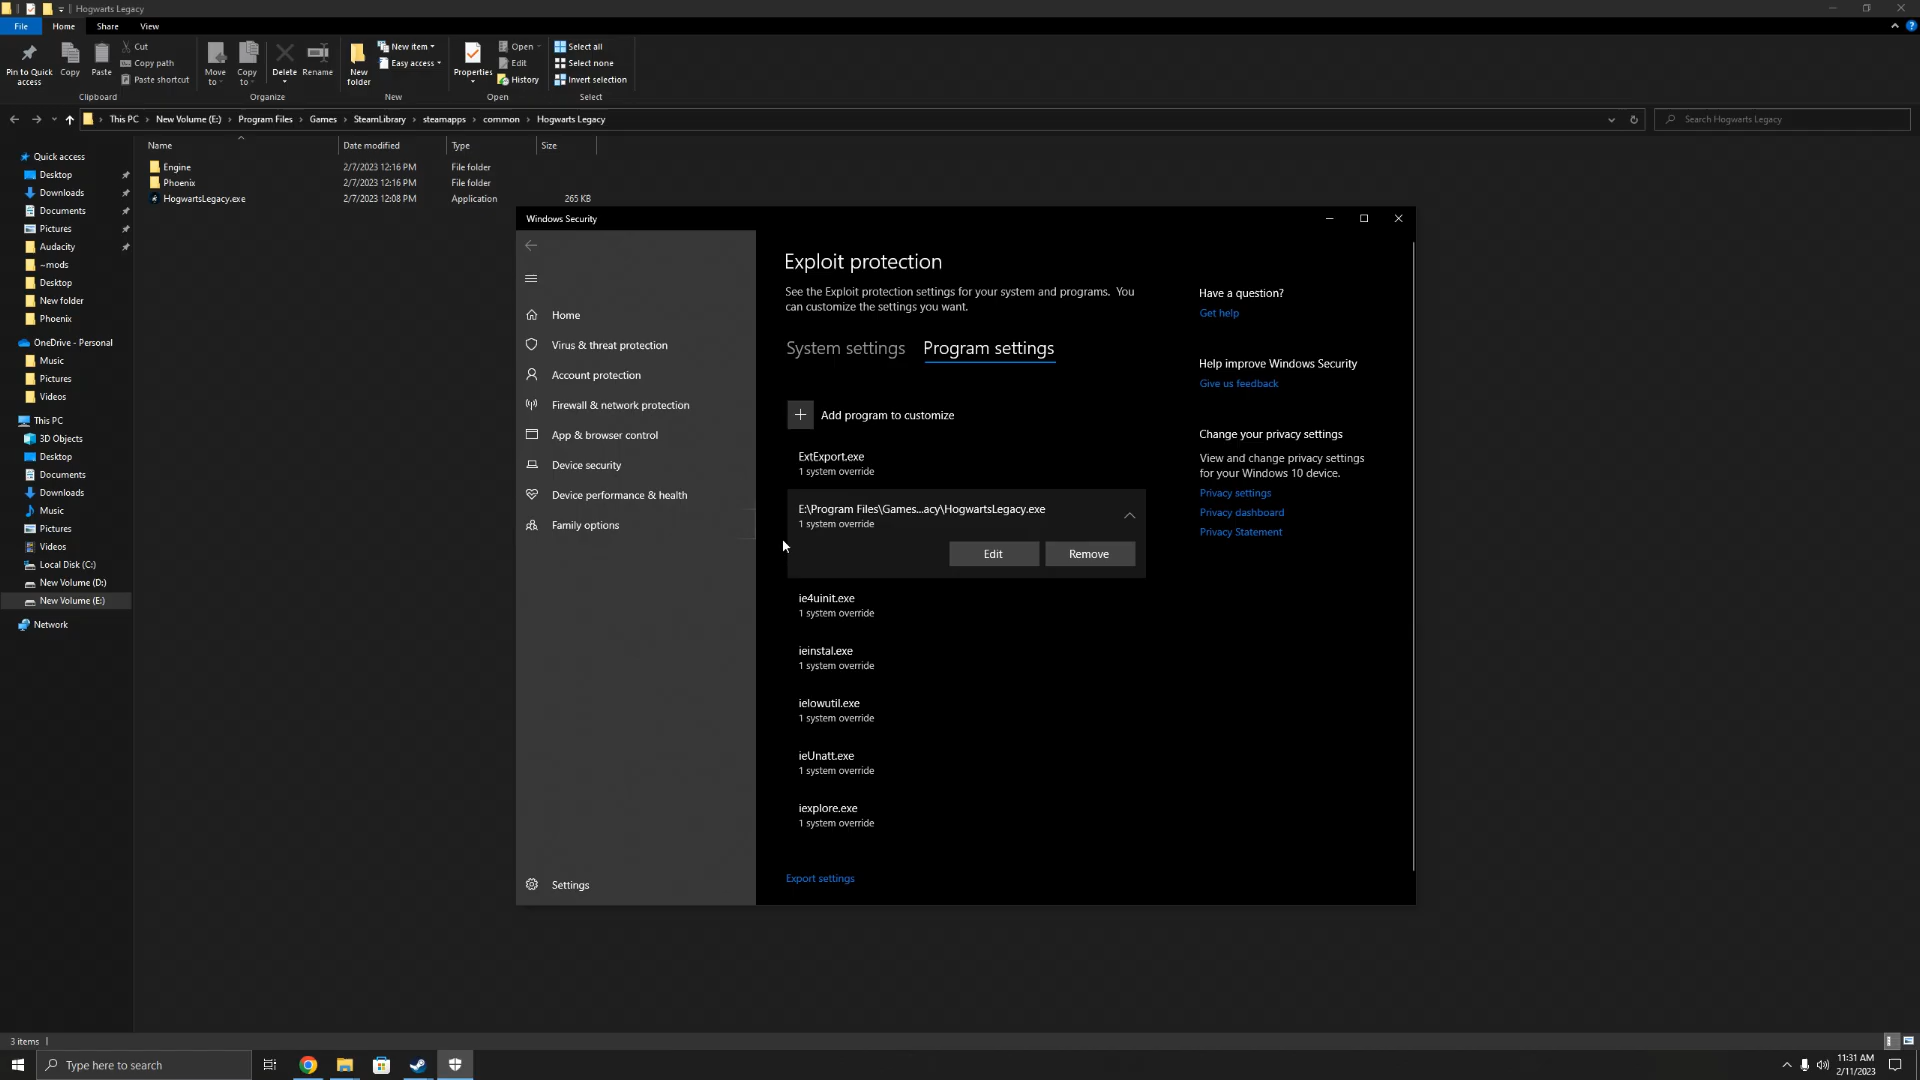 Hogwarts Legacy
File Home Share View
Pin to Quick access
Copy
Paste
Cut
Copy path
Paste shortcut
Clipboard
Move to
Copy to
Delete
Rename
Organize
New folder
New item
Easy access
New
Properties
Open
Edit
History
Open
Select all
Select none
Invert selection
Select
This PC › New Volume (E:) › Program Files › Games › SteamLibrary › steamapps › common › Hogwarts Legacy
Search Hogwarts Legacy
Name Date modified Type Size
Engine 2/7/2023 12:16 PM File folder
Phoenix 2/7/2023 12:16 PM File folder
HogwartsLegacy.exe 2/7/2023 12:08 PM Application 265 KB
Quick access
Desktop
Downloads
Documents
Pictures
Audacity
~mods
Desktop
New folder
Phoenix
OneDrive - Personal
Music
Pictures
Videos
This PC
3D Objects
Desktop
Documents
Downloads
Music
Pictures
Videos
Local Disk (C:)
New Volume (D:)
New Volume (E:)
Network
Windows Security
Home
Virus & threat protection
Account protection
Firewall & network protection
App & browser control
Device security
Device performance & health
Family options
Settings
Exploit protection
See the Exploit protection settings for your system and programs. You
can customize the settings you want.
System settings Program settings
Add program to customize
ExtExport.exe
1 system override
E:\Program Files\Games...acy\HogwartsLegacy.exe
1 system override
Edit Remove
ie4uinit.exe
1 system override
ieinstal.exe
1 system override
ielowutil.exe
1 system override
ieUnatt.exe
1 system override
iexplore.exe
1 system override
Export settings
Have a question?
Get help
Help improve Windows Security
Give us feedback
Change your privacy settings
View and change privacy settings
for your Windows 10 device.
Privacy settings
Privacy dashboard
Privacy Statement
3 items
Type here to search
11:31 AM
2/11/2023